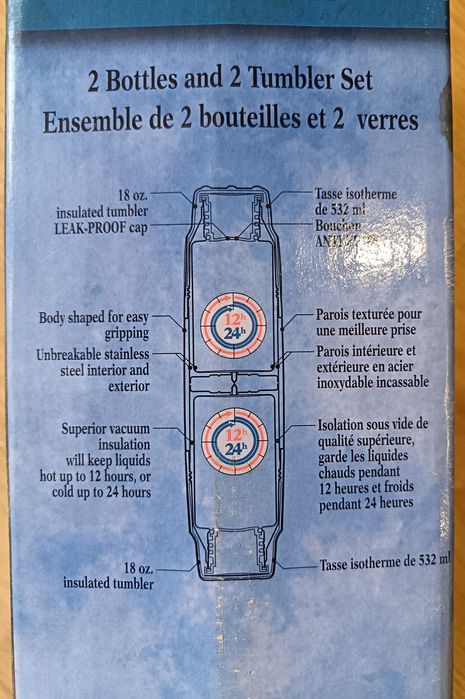 2 Bottles and 2 Tumbler Set
Ensemble de 2 bouteilles et 2 verres
18 oz.
insulated tumbler
LEAK-PROOF cap
Tasse isotherme
de 532 ml
Bouchon
Body shaped for easy
gripping
Unbreakable stainless
steel interior and
exterior
Parois texturée pour
une meilleure prise
Parois intérieure et
extérieure en acier
inoxydable incassable
12h
24h
Superior vacuum
insulation
will keep liquids
hot up to 12 hours, or
cold up to 24 hours
12h
24h
Isolation sous vide de
qualité supérieure,
garde les liquides
chauds pendant
12 heures et froids
pendant 24 heures
18 oz.
insulated tumbler
Tasse isotherme de 532 ml